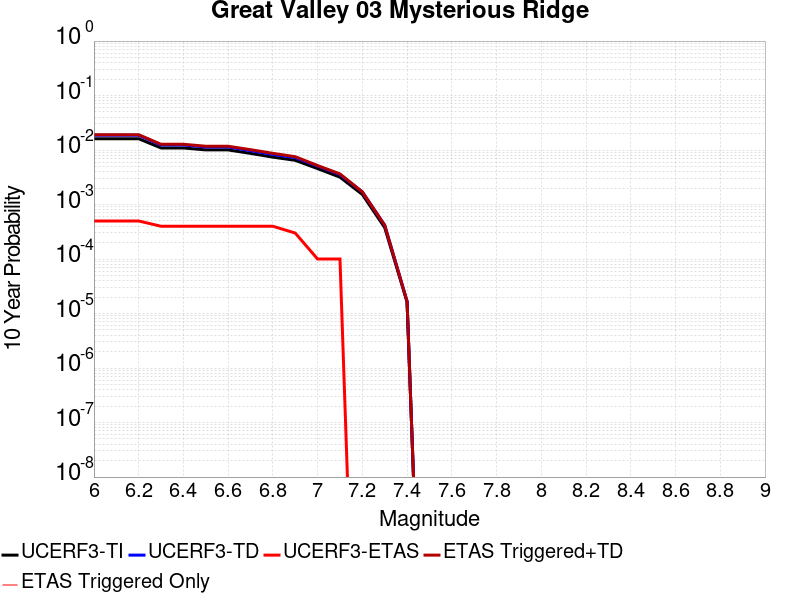 Great Valley 03 Mysterious Ridge
10 Year Probability
10^0
10^-1
10^-2
10^-3
10^-4
10^-5
10^-6
10^-7
10^-8
6 6.2 6.4 6.6 6.8 7 7.2 7.4 7.6 7.8 8 8.2 8.4 8.6 8.8 9
Magnitude
UCERF3-TI UCERF3-TD UCERF3-ETAS ETAS Triggered+TD
ETAS Triggered Only